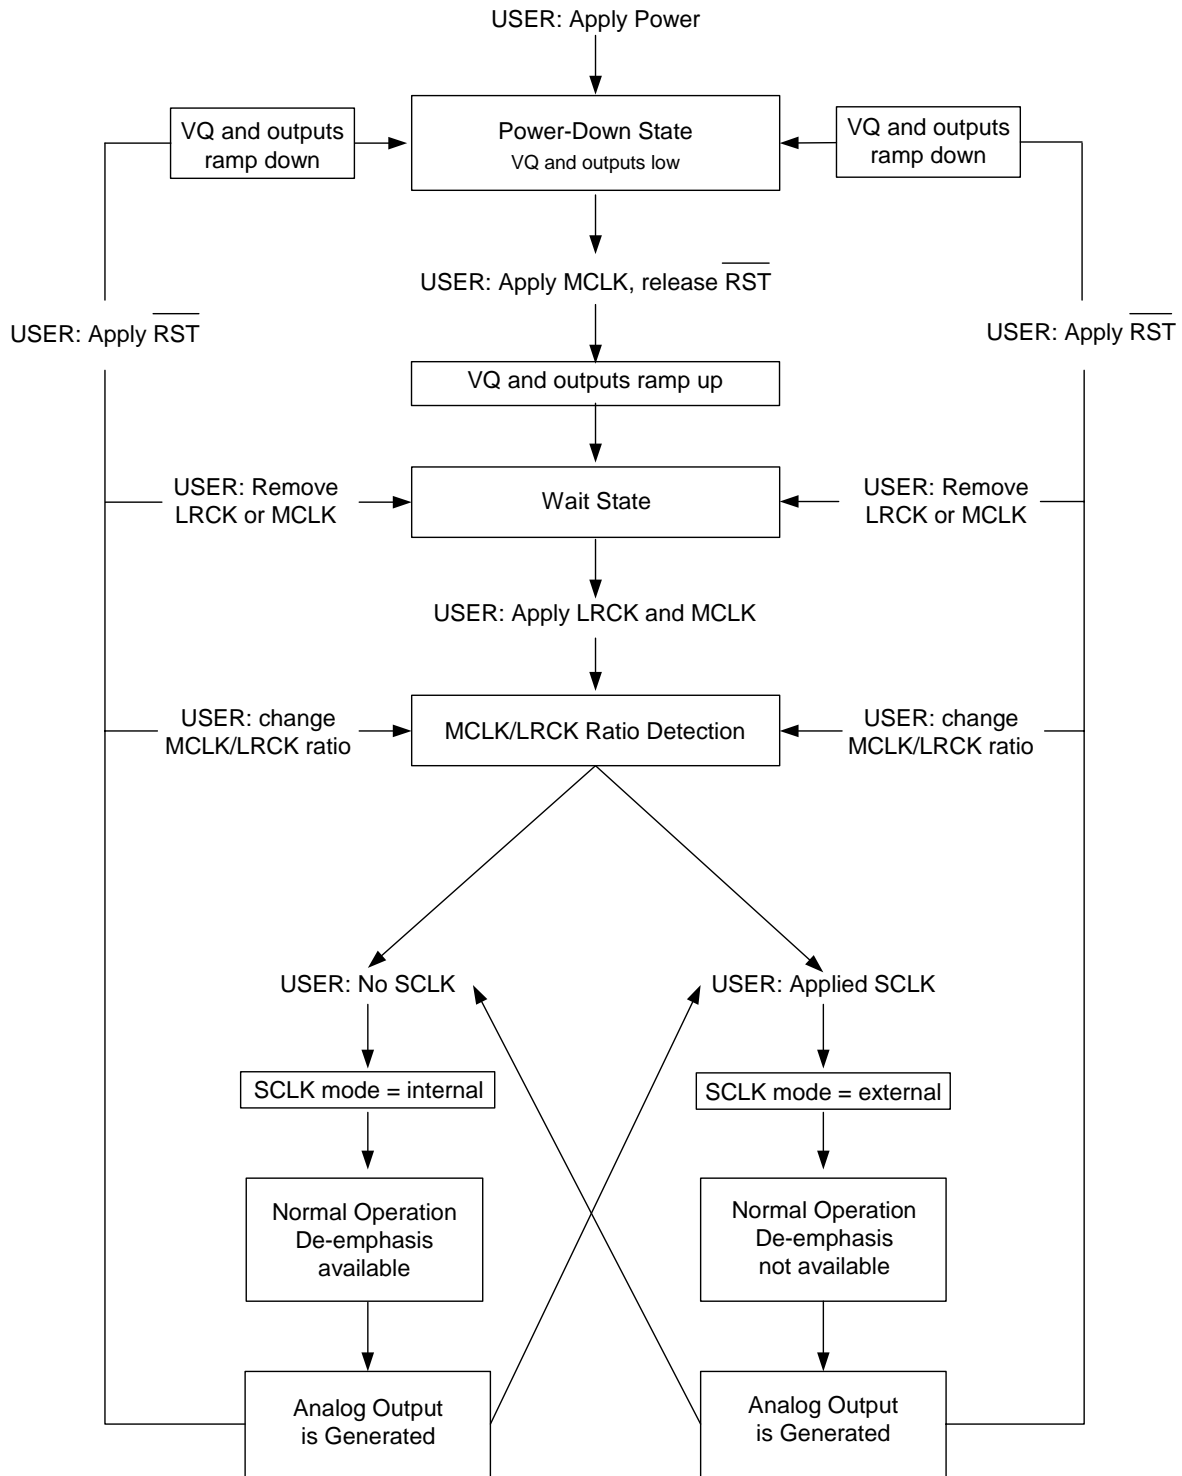 USER: Apply Power
VQ and outputs
ramp down
Power-Down State
VQ and outputs low
VQ and outputs
ramp down
USER: Apply MCLK, release RST
USER: Apply RST
USER: Apply RST
VQ and outputs ramp up
USER: Remove
LRCK or MCLK
Wait State
USER: Remove
LRCK or MCLK
USER: Apply LRCK and MCLK
USER: change
MCLK/LRCK ratio
MCLK/LRCK Ratio Detection
USER: change
MCLK/LRCK ratio
USER: No SCLK
USER: Applied SCLK
SCLK mode = internal
SCLK mode = external
Normal Operation
De-emphasis
available
Normal Operation
De-emphasis
not available
Analog Output
is Generated
Analog Output
is Generated